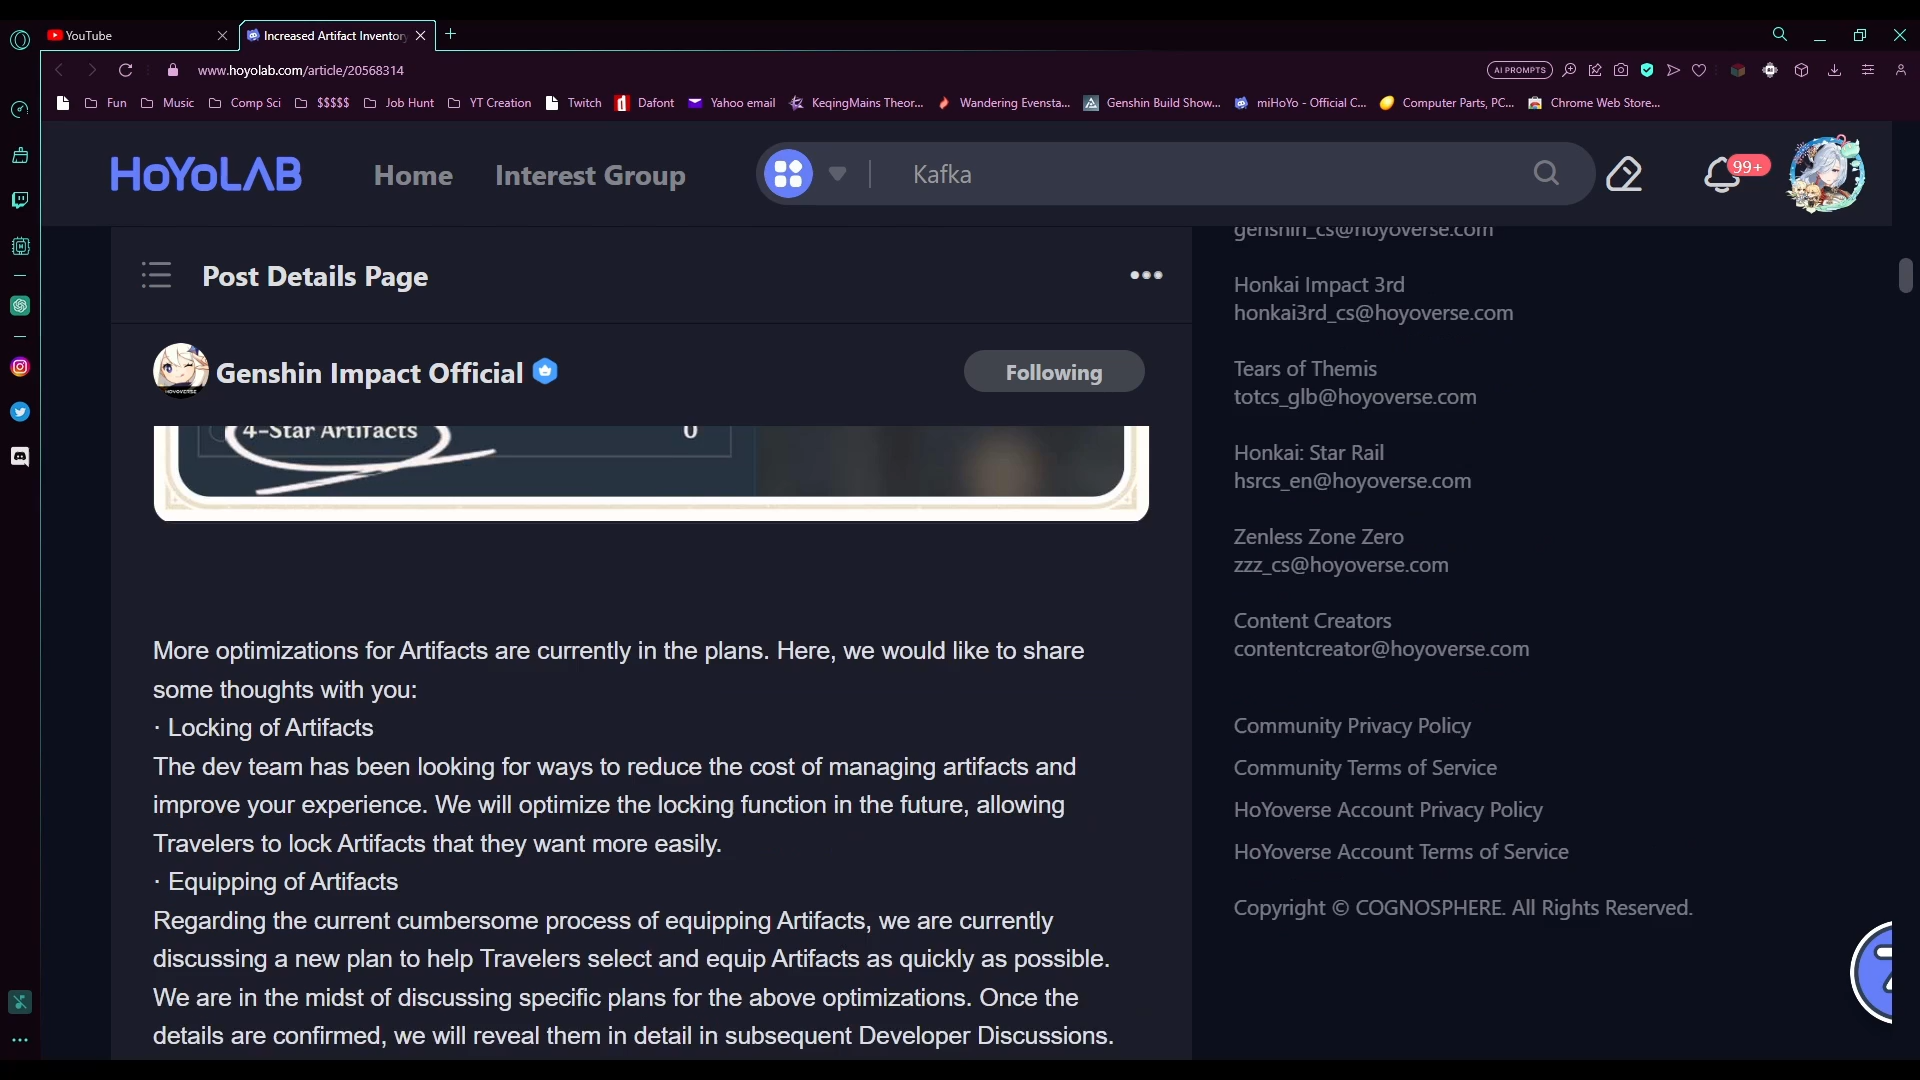 YouTube
Increased Artifact Inventory
www.hoyolab.com/article/20568314
AI PROMPTS
Fun
Music
Comp Sci
$$$$$
Job Hunt
YT Creation
Twitch
Dafont
Yahoo email
KeqingMains Theor...
Wandering Evensta...
Genshin Build Show...
miHoYo - Official C...
Computer Parts, PC...
Chrome Web Store...
HoYoLAB
Home
Interest Group
Kafka
99+
Post Details Page
Genshin Impact Official
Following
4-Star Artifacts 0
More optimizations for Artifacts are currently in the plans. Here, we would like to share
some thoughts with you:
· Locking of Artifacts
The dev team has been looking for ways to reduce the cost of managing artifacts and
improve your experience. We will optimize the locking function in the future, allowing
Travelers to lock Artifacts that they want more easily.
· Equipping of Artifacts
Regarding the current cumbersome process of equipping Artifacts, we are currently
discussing a new plan to help Travelers select and equip Artifacts as quickly as possible.
We are in the midst of discussing specific plans for the above optimizations. Once the
details are confirmed, we will reveal them in detail in subsequent Developer Discussions.
genshin_cs@hoyoverse.com
Honkai Impact 3rd
honkai3rd_cs@hoyoverse.com
Tears of Themis
totcs_glb@hoyoverse.com
Honkai: Star Rail
hsrcs_en@hoyoverse.com
Zenless Zone Zero
zzz_cs@hoyoverse.com
Content Creators
contentcreator@hoyoverse.com
Community Privacy Policy
Community Terms of Service
HoYoverse Account Privacy Policy
HoYoverse Account Terms of Service
Copyright © COGNOSPHERE. All Rights Reserved.